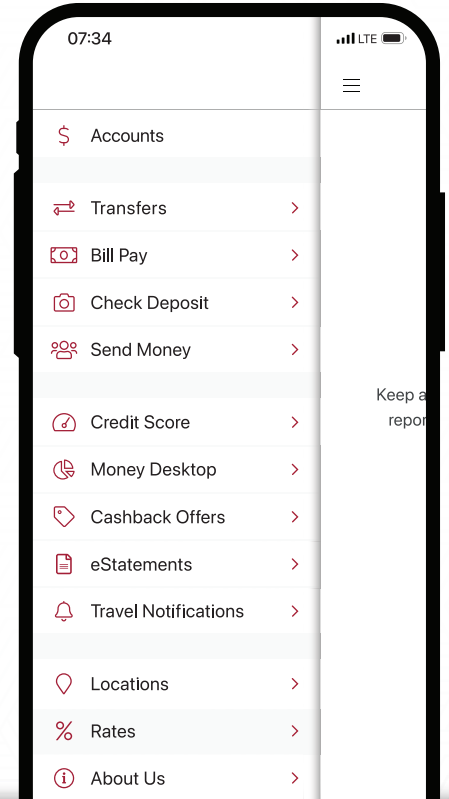 07:34
LTE
$ Accounts
Transfers
Bill Pay
Check Deposit
Send Money
Keep a
repor
Credit Score
Money Desktop
Cashback Offers
eStatements
Travel Notifications
Locations
% Rates
About Us